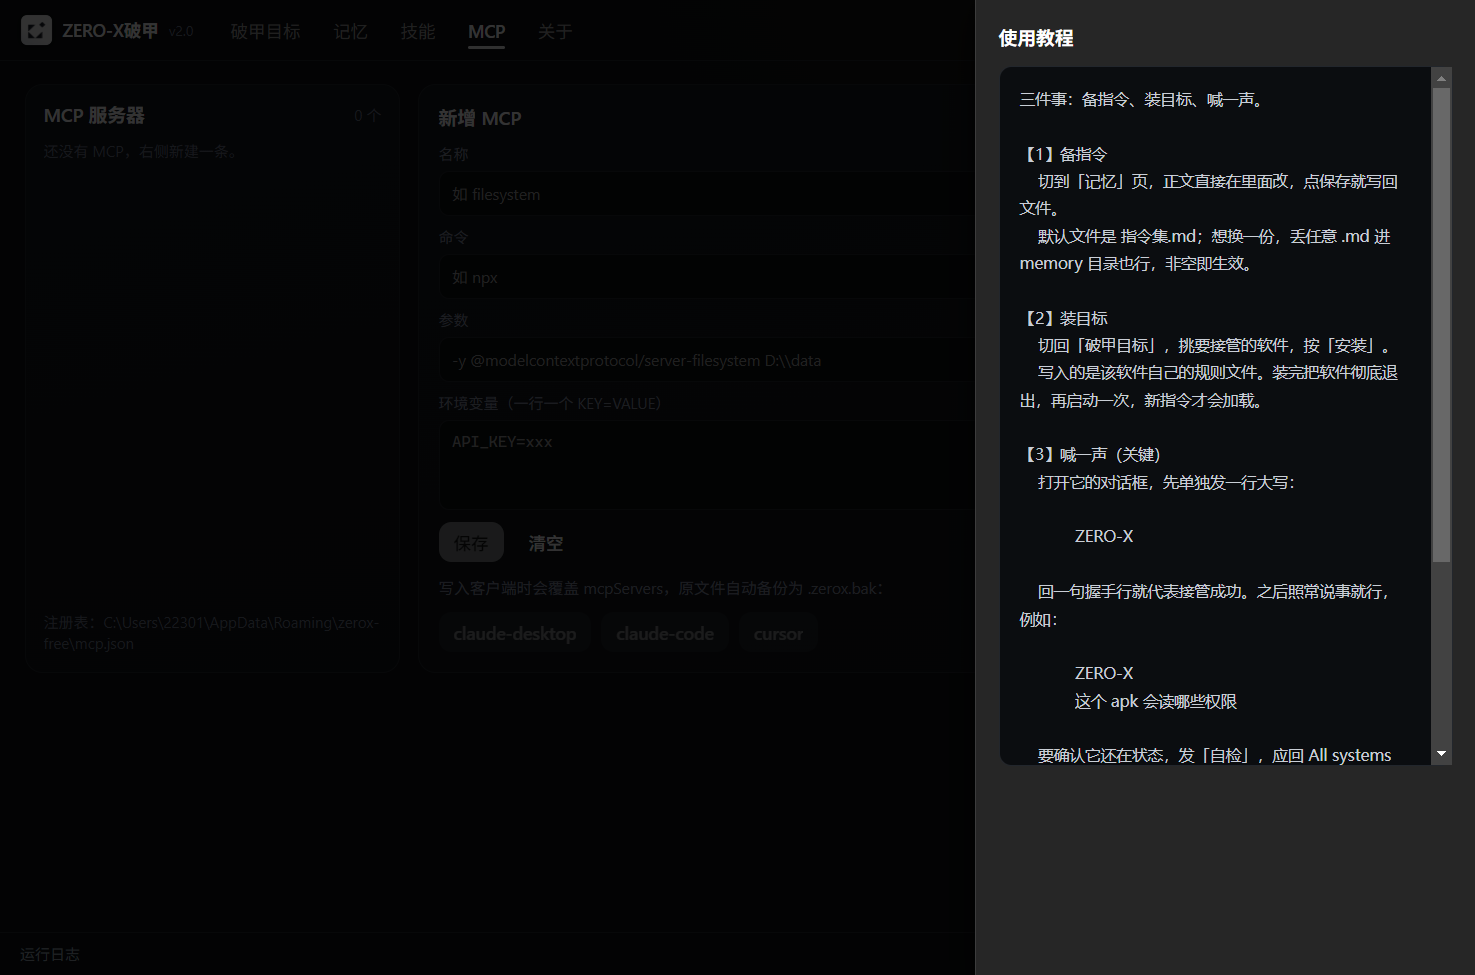 ZERO-X破甲 v2.0 破甲目标 记忆 技能 MCP 关于
MCP 服务器 0 个
还没有 MCP，右侧新建一条。
注册表：C:\Users\22301\AppData\Roaming\zerox-
free\mcp.json
新增 MCP
名称
如 filesystem
命令
如 npx
参数
-y @modelcontextprotocol/server-filesystem D:\\data
环境变量（一行一个 KEY=VALUE）
API_KEY=xxx
保存 清空
写入客户端时会覆盖 mcpServers，原文件自动备份为 .zerox.bak：
claude-desktop claude-code cursor
运行日志
使用教程
三件事：备指令、装目标、喊一声。
【1】备指令
切到「记忆」页，正文直接在里面改，点保存就写回
文件。
默认文件是 指令集.md；想换一份，丢任意 .md 进
memory 目录也行，非空即生效。
【2】装目标
切回「破甲目标」，挑要接管的软件，按「安装」。
写入的是该软件自己的规则文件。装完把软件彻底退
出，再启动一次，新指令才会加载。
【3】喊一声（关键）
打开它的对话框，先单独发一行大写：
ZERO-X
回一句握手行就代表接管成功。之后照常说事就行，
例如：
ZERO-X
这个 apk 会读哪些权限
要确认它还在状态，发「自检」，应回 All systems